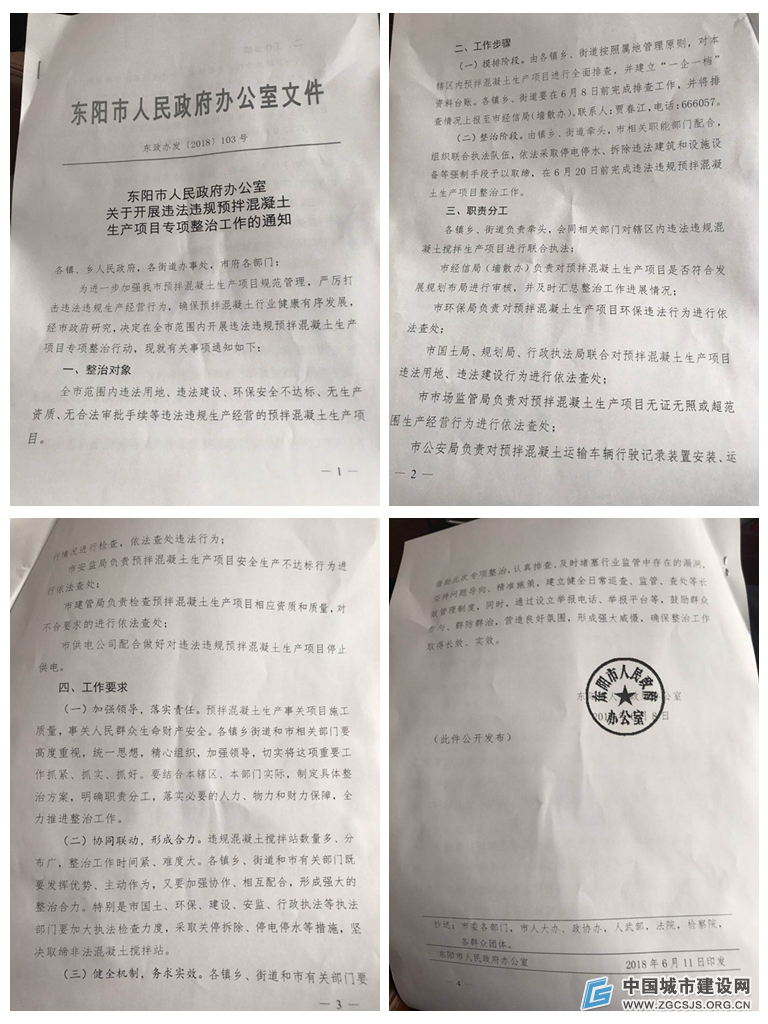 东阳市人民政府办公室文件
东政办发〔2018〕103号
东阳市人民政府办公室
关于开展违法违规预拌混凝土
生产项目专项整治工作的通知
各镇、乡人民政府，各街道办事处，市府各部门：
为进一步加强我市预拌混凝土生产项目规范管理，严厉打
击违法违规生产经营行为，确保预拌混凝土行业健康有序发展，
经市政府研究，决定在全市范围内开展违法违规预拌混凝土生产
项目专项整治行动，现就有关事项通知如下：
一、整治对象
全市范围内违法用地、违法建设、环保安全不达标、无生产
资质、无合法审批手续等违法违规生产经营的预拌混凝土生产项
目。
— 1 —
二、工作步骤
（一）摸排阶段。由各镇乡、街道按照属地管理原则，对本
辖区内预拌混凝土生产项目进行全面排查，并建立“一企一档”
资料台账。各镇乡、街道要在6月8日前完成排查工作，并将排
查情况上报至市经信局（墙散办）。联系人：贾春江，电话：666057。
（二）整治阶段。由镇乡、街道牵头，市相关职能部门配合，
组织联合执法队伍，依法采取停电停水、拆除违法建筑和设施设
备等强制手段予以取缔，在6月20日前完成违法违规预拌混凝
土生产项目整治工作。
三、职责分工
各镇乡、街道负责牵头，会同相关部门对辖区内违法违规混
凝土搅拌生产项目进行联合执法；
市经信局（墙散办）负责对预拌混凝土生产项目是否符合发
展规划布局进行审核，并及时汇总整治工作进展情况；
市环保局负责对预拌混凝土生产项目环保违法行为进行依
法查处；
市国土局、规划局、行政执法局联合对预拌混凝土生产项目
违法用地、违法建设行为进行依法查处；
市市场监管局负责对预拌混凝土生产项目无证无照或超范
围生产经营行为进行依法查处；
市公安局负责对预拌混凝土运输车辆行驶记录装置安装、运
— 2 —
行情况进行检查，依法查处违法行为；
市安监局负责预拌混凝土生产项目安全生产不达标行为进
行依法查处；
市建管局负责检查预拌混凝土生产项目相应资质和质量，对
不合要求的进行依法查处；
市供电公司配合做好对违法违规预拌混凝土生产项目停止
供电。
四、工作要求
（一）加强领导，落实责任。预拌混凝土生产事关项目施工
质量，事关人民群众生命财产安全。各镇乡、街道和市相关部门要
高度重视，统一思想，精心组织，加强领导，切实将这项重要工
作抓紧、抓实、抓好。要结合本辖区、本部门实际，制定具体整
治方案，明确职责分工，落实必要的人力、物力和财力保障，全
力推进整治工作。
（二）协同联动，形成合力。违规混凝土搅拌站数量多、分
布广，整治工作时间紧、难度大。各镇乡、街道和市有关部门既
要发挥优势、主动作为，又要加强协作、相互配合，形成强大的
整治合力。特别是市国土、环保、建设、安监、行政执法等执法
部门要加大执法检查力度，采取关停拆除、停电停水等措施，坚
决取缔非法混凝土搅拌站。
（三）健全机制，务求实效。各镇乡、街道和市有关部门要
— 3 —
借助此次专项整治，认真排查，及时堵塞行业监管中存在的漏洞，
坚持问题导向、精准施策，建立健全日常巡查、监管、查处等长
效管理制度，同时，通过设立举报电话、举报平台等，鼓励群众
参与、群防群治，营造良好氛围，形成强大威慑，确保整治工作
取得长效、实效。
东阳市人民政府办公室
8日
（此件公开发布）
抄送：市委各部门，市人大办、政协办，人武部，法院，检察院，
各群众团体。
东阳市人民政府办公室 2018年6月11日印发
— 4
中国城市建设网
WWW.ZGCSJS.ORG.CN